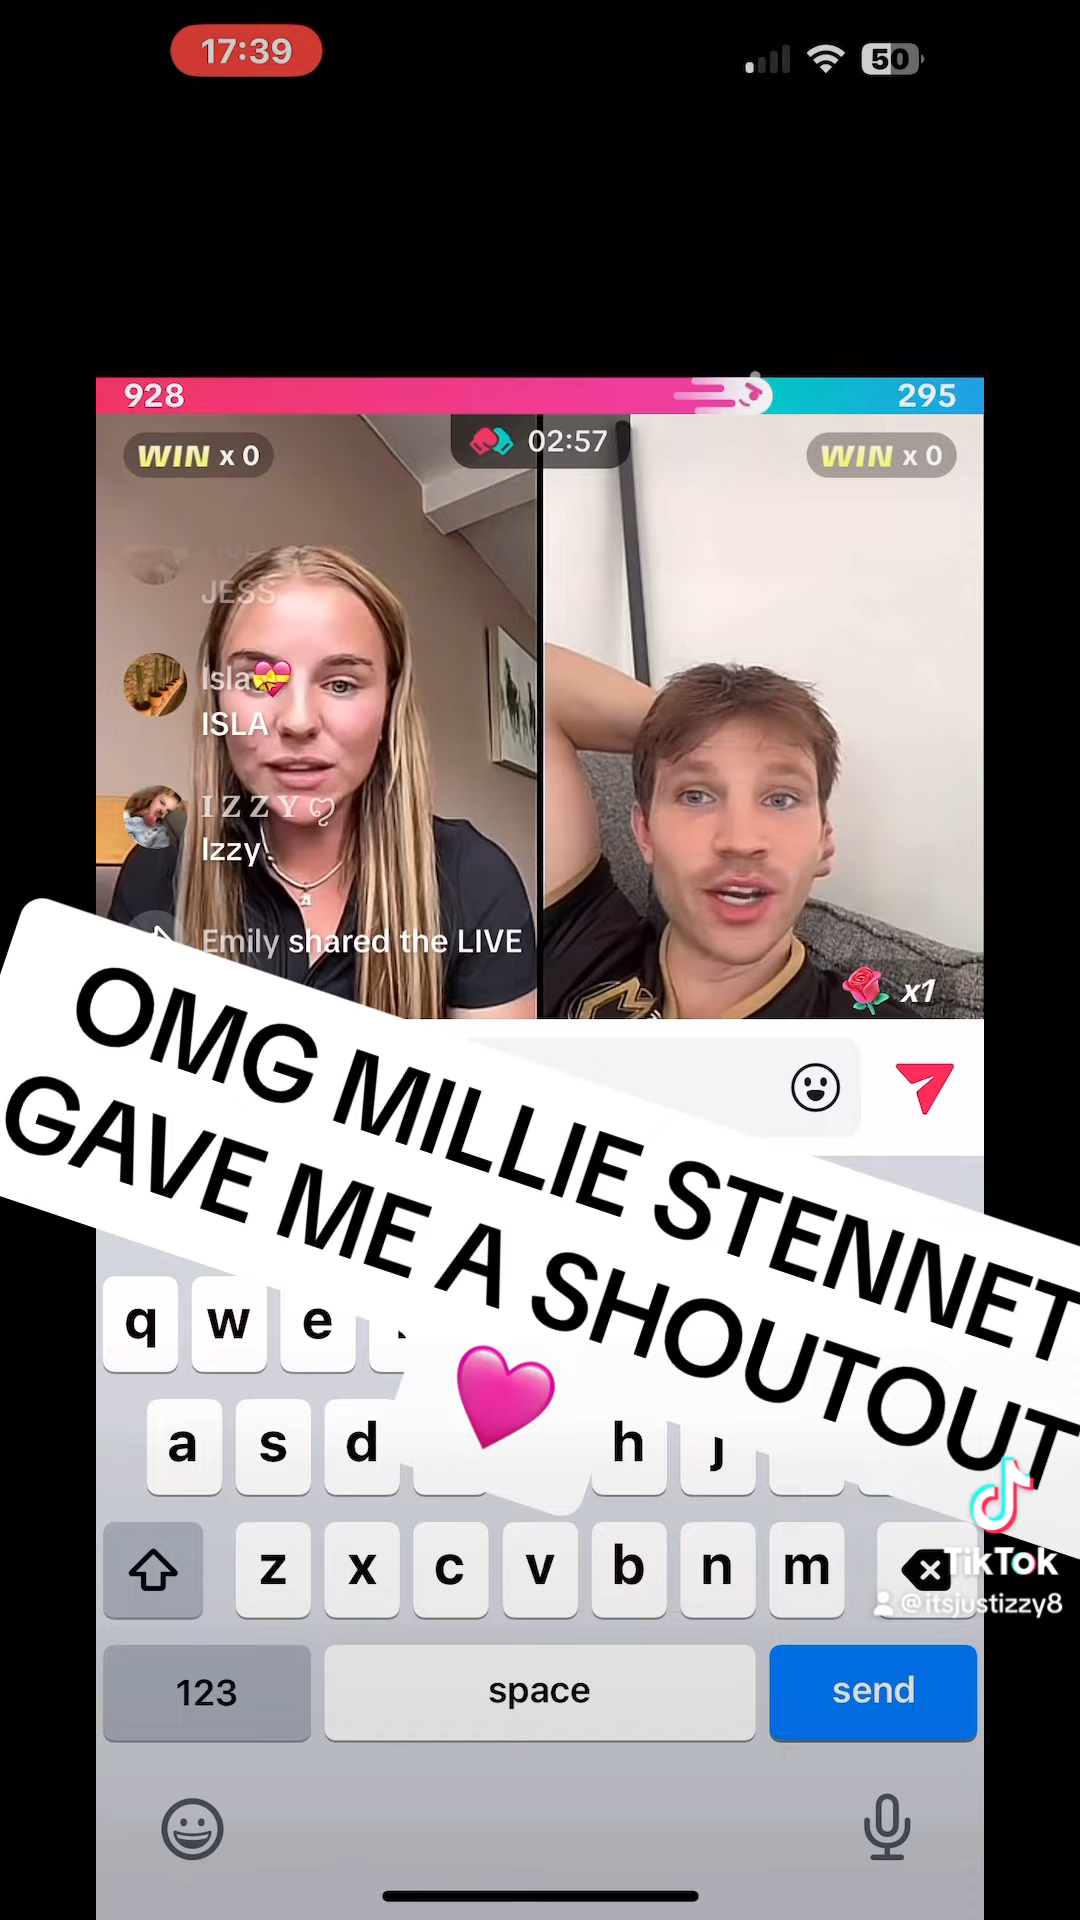 17:39
50
928
295
WIN x 0
02:57
WIN x 0
JESS
Isla
ISLA
IZZY
Izzy
Emily shared the LIVE
x1
OMG MILLIE STENNET
GAVE ME A SHOUTOUT
q w e
a s d h j
z x c v b n m
TikTok
@itsjustizzy8
123 space send